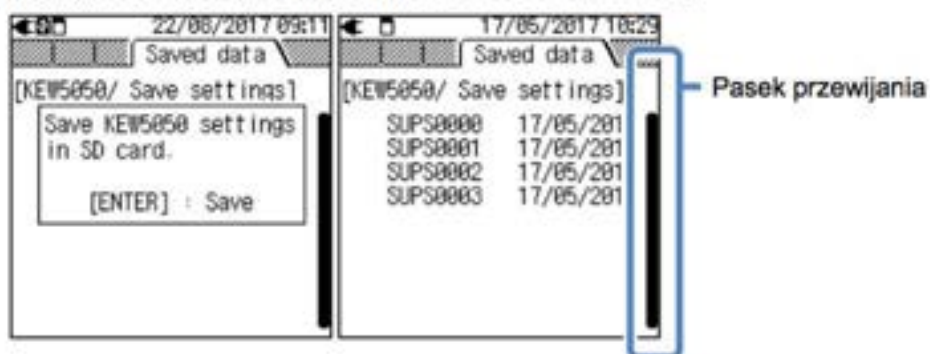 22/08/2017 09:11
Saved data
[KEW5050/ Save settings]
Save KEW5050 settings
in SD card.
[ENTER] : Save
17/05/2017 10:29
Saved data
[KEW5050/ Save settings]
SUPS0000 17/05/201
SUPS0001 17/05/201
SUPS0002 17/05/201
SUPS0003 17/05/201
Pasek przewijania